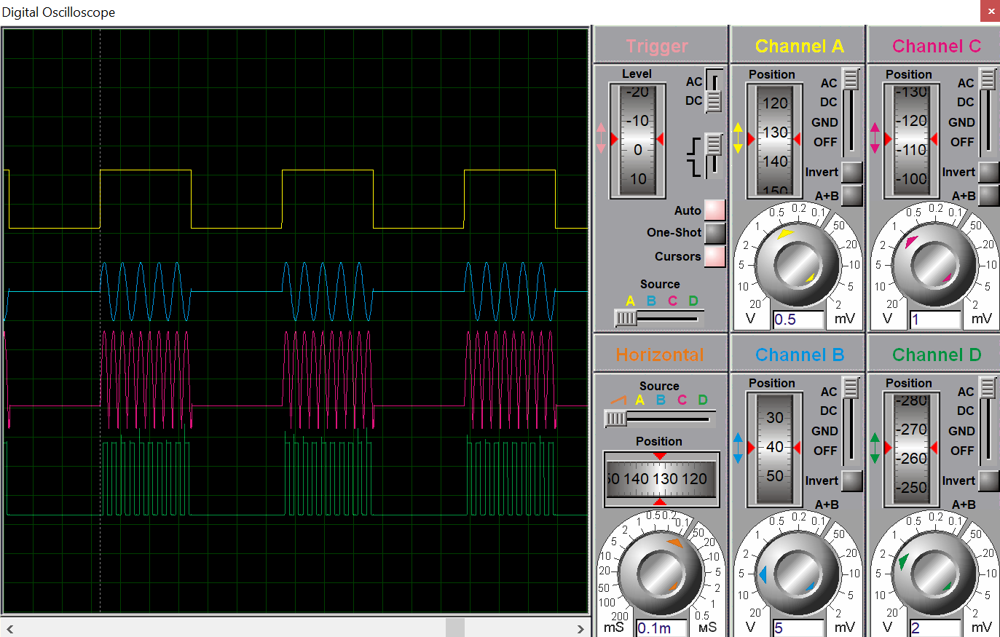 Digital Oscilloscope
Trigger
Level
-20
-10
0
10
AC
DC
Auto
One-Shot
Cursors
Source
A B C D
Channel A
Position
120
130
140
150
AC
DC
GND
OFF
Invert
A+B
20 10 5 2 1 0.5 0.2 0.1 50 20 10 5 2
V 0.5 mV
Channel C
Position
-130
-120
-110
-100
AC
DC
GND
OFF
Invert
A+B
20 10 5 2 1 0.5 0.2 0.1 50 20 10 5 2
V 1 mV
Horizontal
Source
A B C D
Position
140 130 120
200 100 50 20 10 5 2 1 0.5 0.2 0.1 50 20 10 5 2 1 0.5
mS 0.1m мS
Channel B
Position
30
40
50
AC
DC
GND
OFF
Invert
A+B
20 10 5 2 1 0.5 0.2 0.1 50 20 10 5 2
V 5 mV
Channel D
Position
-280
-270
-260
-250
AC
DC
GND
OFF
Invert
A+B
20 10 5 2 1 0.5 0.2 0.1 50 20 10 5 2
V 2 mV